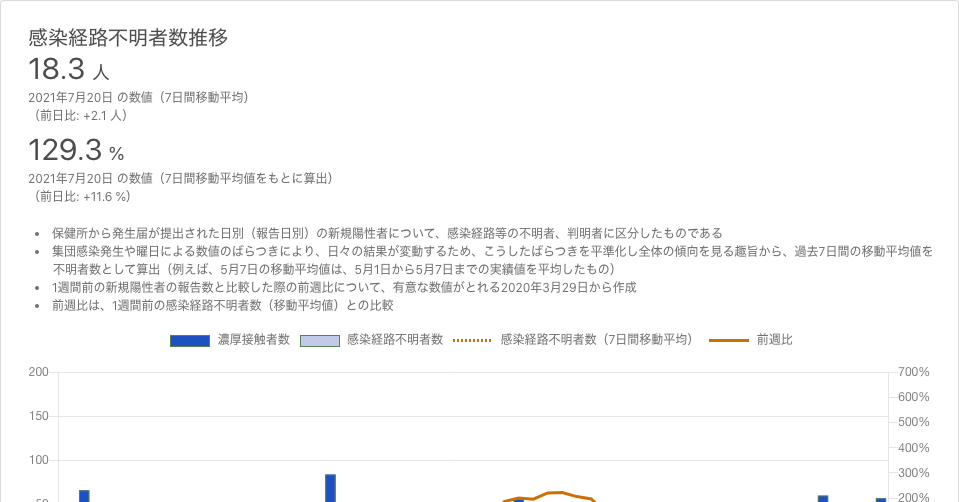 感染経路不明者数推移
18.3 人
2021年7月20日 の数値（7日間移動平均）
（前日比: +2.1 人）
129.3 %
2021年7月20日 の数値（7日間移動平均値をもとに算出）
（前日比: +11.6 %）
• 保健所から発生届が提出された日別（報告日別）の新規陽性者について、感染経路等の不明者、判明者に区分したものである
• 集団感染発生や曜日による数値のばらつきにより、日々の結果が変動するため、こうしたばらつきを平準化し全体の傾向を見る趣旨から、過去7日間の移動平均値を
不明者数として算出（例えば、5月7日の移動平均値は、5月1日から5月7日までの実績値を平均したもの）
• 1週間前の新規陽性者の報告数と比較した際の前週比について、有意な数値がとれる2020年3月29日から作成
• 前週比は、1週間前の感染経路不明者数（移動平均値）との比較
濃厚接触者数 感染経路不明者数 感染経路不明者数（7日間移動平均） 前週比
200 700%
600%
150 500%
400%
100 300%
50 200%